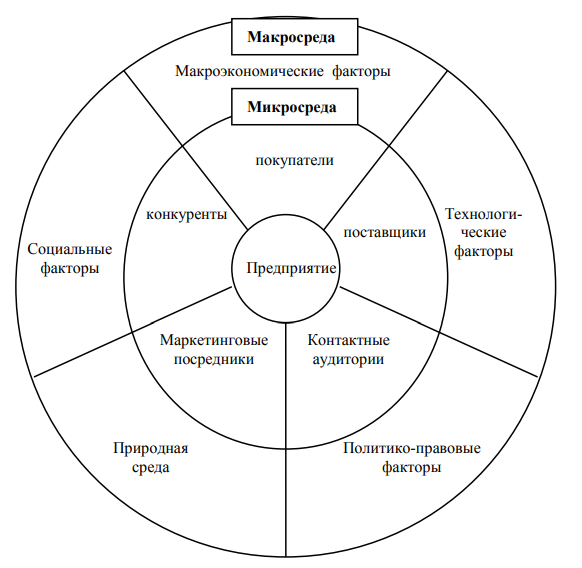 Макросреда
Макроэкономические факторы
Микросреда
покупатели
конкуренты
поставщики
Технологи-
ческие
факторы
Социальные
факторы
Предприятие
Маркетинговые
посредники
Контактные
аудитории
Природная
среда
Политико-правовые
факторы